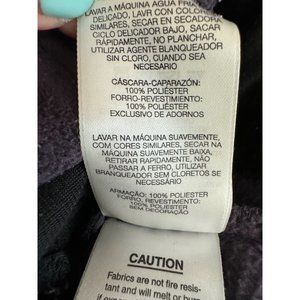 LAVAR A MÁQUINA AGUA FRÍA
DELICADO, LAVR CON COLORES
SIMILARES, SECAR EN SECADORA
CICLO DELICADO BAJO, SACAR
RÁPIDAMENTE, NO PLANCHAR,
UTILIZAR AGENTE BLANQUEADOR
SIN CLORO, CUANDO SEA
NECESARIO
CÁSCARA-CAPARAZÓN:
100% POLIÉSTER
FORRO-REVESTIMIENTO:
100% POLIÉSTER
EXCLUSIVO DE ADORNOS
LAVAR NA MÁQUINA SUAVEMENTE,
COM CORES SIMILARES, SECAR NA
MÁQUINA SUAVEMENTE EM BAIXA,
RETIRAR RAPIDAMENTE, NÃO
PASSAR A FERRO, UTILIZAR
BRANQUEADOR SEM CLORETOS SE
NECESSÁRIO
ARMAÇÃO: 100% POLIÉSTER
FORRO, REVESTIMENTO:
100% POLIÉSTER
SEM DECORAÇÃO
CAUTION
Fabrics are not fire resis-
tant and will melt or burn